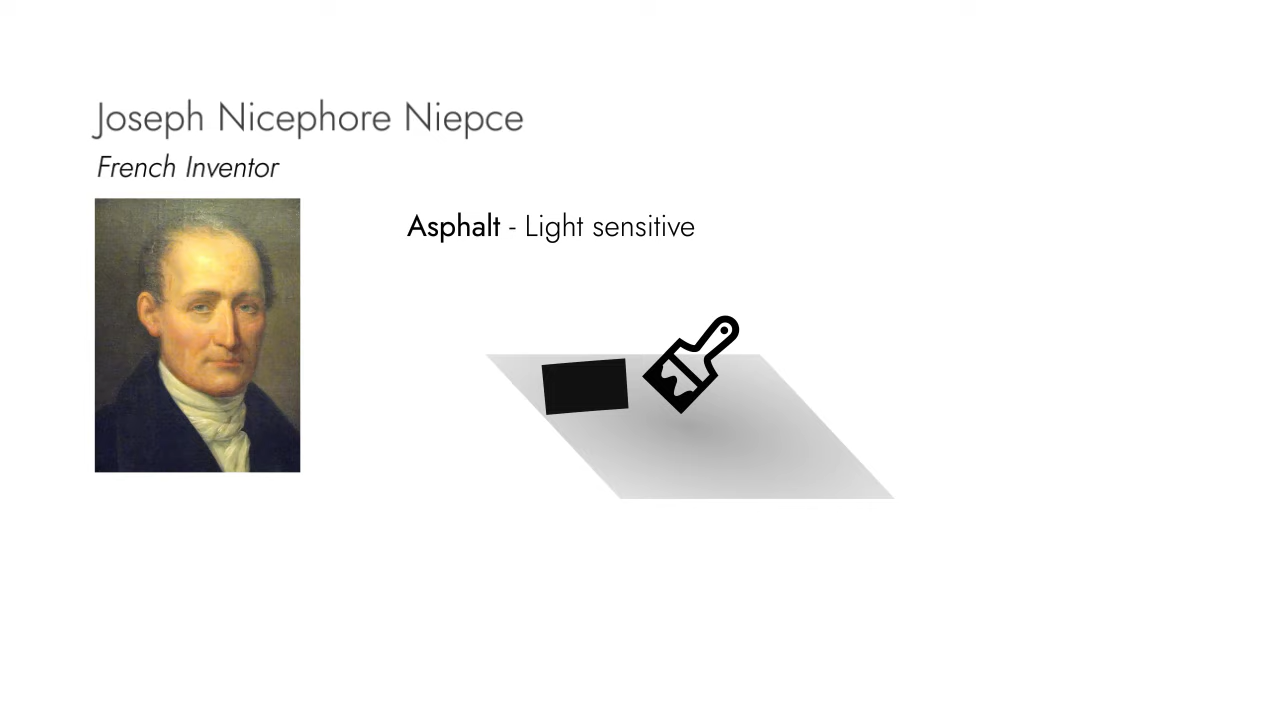 Joseph Nicephore Niepce
French Inventor
Asphalt - Light sensitive